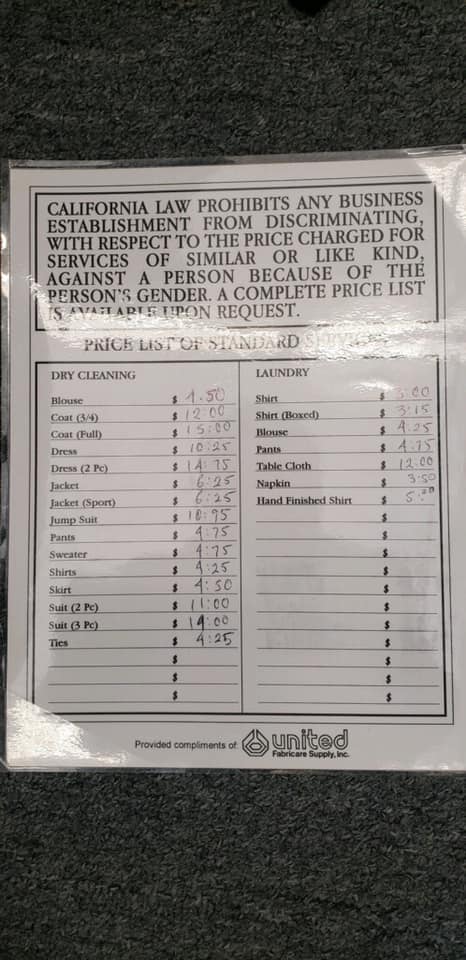 CALIFORNIA LAW PROHIBITS ANY BUSINESS
ESTABLISHMENT FROM DISCRIMINATING,
WITH RESPECT TO THE PRICE CHARGED FOR
SERVICES OF SIMILAR OR LIKE KIND,
AGAINST A PERSON BECAUSE OF THE
PERSON'S GENDER. A COMPLETE PRICE LIST
IS AVAILABLE UPON REQUEST.
PRICE LIST OF STANDARD SERVICES
DRY CLEANING
Blouse $ 4.50
Coat (3/4) $ 12:00
Coat (Full) $ 15:00
Dress $ 10:25
Dress (2 Pc) $ 14:75
Jacket $ 6:25
Jacket (Sport) $ 6:25
Jump Suit $ 10:95
Pants $ 4:75
Sweater $ 4:75
Shirts $ 4:25
Skirt $ 4:50
Suit (2 Pc) $ 11:00
Suit (3 Pc) $ 14:00
Ties $ 4:25
$
$
$
LAUNDRY
Shirt $ 3:00
Shirt (Boxed) $ 3:15
Blouse $ 4.25
Pants $ 4.75
Table Cloth $ 12:00
Napkin $ 3:50
Hand Finished Shirt $ 5:00
$
$
$
$
$
$
$
$
$
$
$
Provided compliments of: united
Fabricare Supply, Inc.